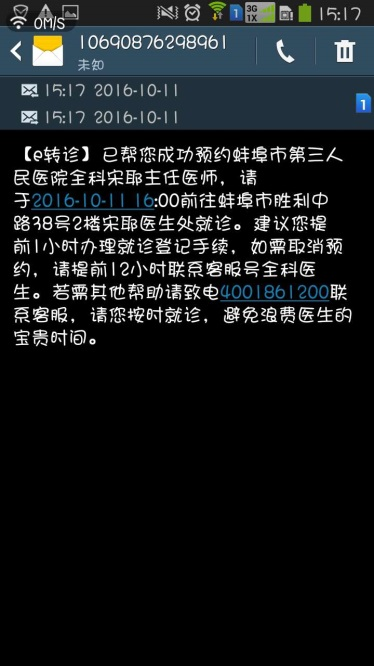 0M/S
3G
1X
1
15:17
10690876298961
未知
15:17 2016-10-11
15:17 2016-10-11
1
【e转诊】已帮您成功预约蚌埠市第三人
民医院全科宋耶主任医师，请
于2016-10-11 16:00前往蚌埠市胜利中
路38号2楼宋耶医生处就诊。建议您提
前1小时办理就诊登记手续，如需取消预
约，请提前12小时联系客服号全科医
生。若需其他帮助请致电4001861200联
系客服，请您按时就诊，避免浪费医生的
宝贵时间。